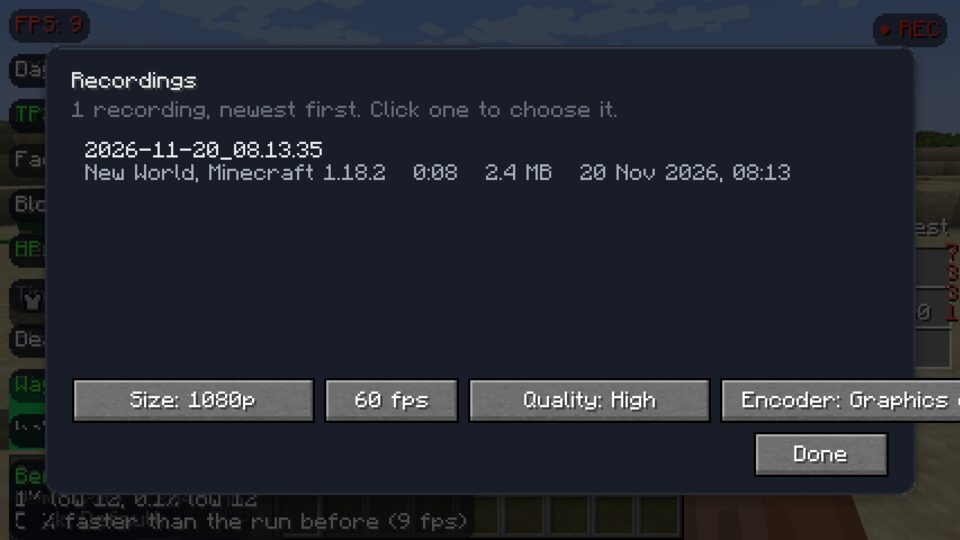 FPS: 9
REC
Recordings
1 recording, newest first. Click one to choose it.
2026-11-20_08.13.35
New World, Minecraft 1.18.2 0:08 2.4 MB 20 Nov 2026, 08:13
Size: 1080p
60 fps
Quality: High
Encoder: Graphics
Done
faster than the run before (9 fps)